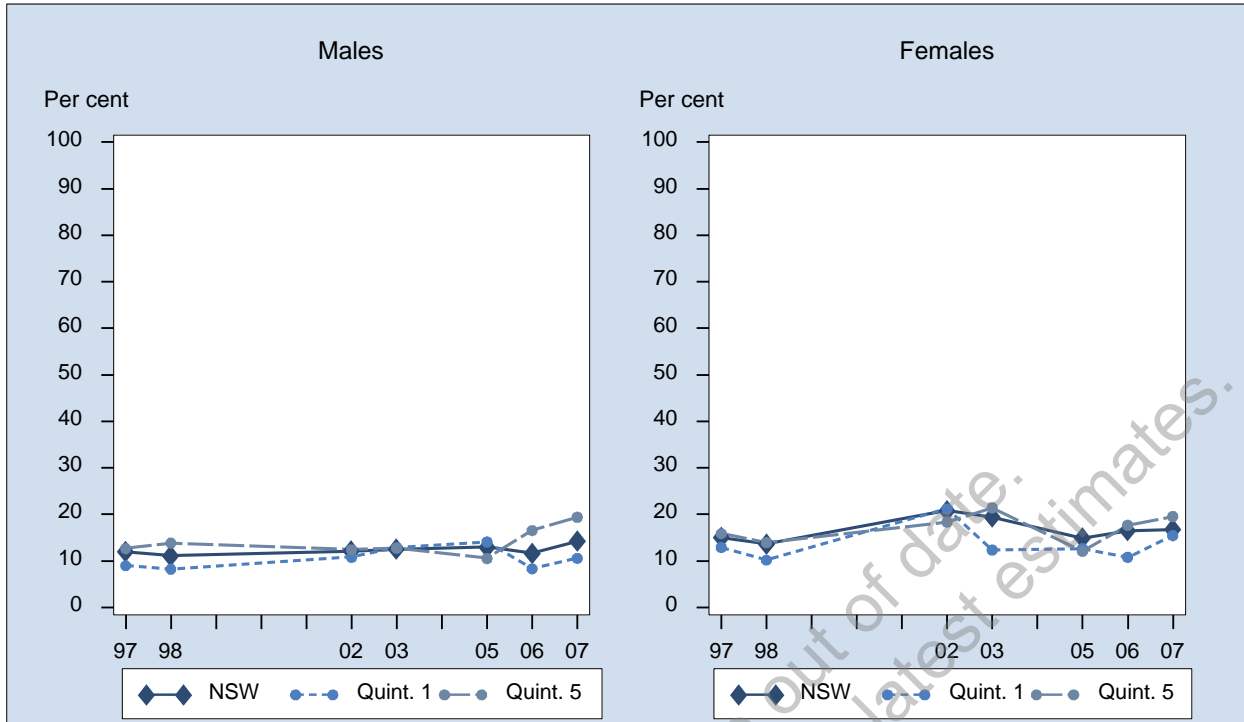 Males
Per cent
100
90
80
70
60
50
40
30
20
10
0
97 98 02 03 05 06 07
NSW Quint. 1 Quint. 5
Females
Per cent
100
90
80
70
60
50
40
30
20
10
0
97 98 02 03 05 06 07
NSW Quint. 1 Quint. 5
out of date.
latest estimates.